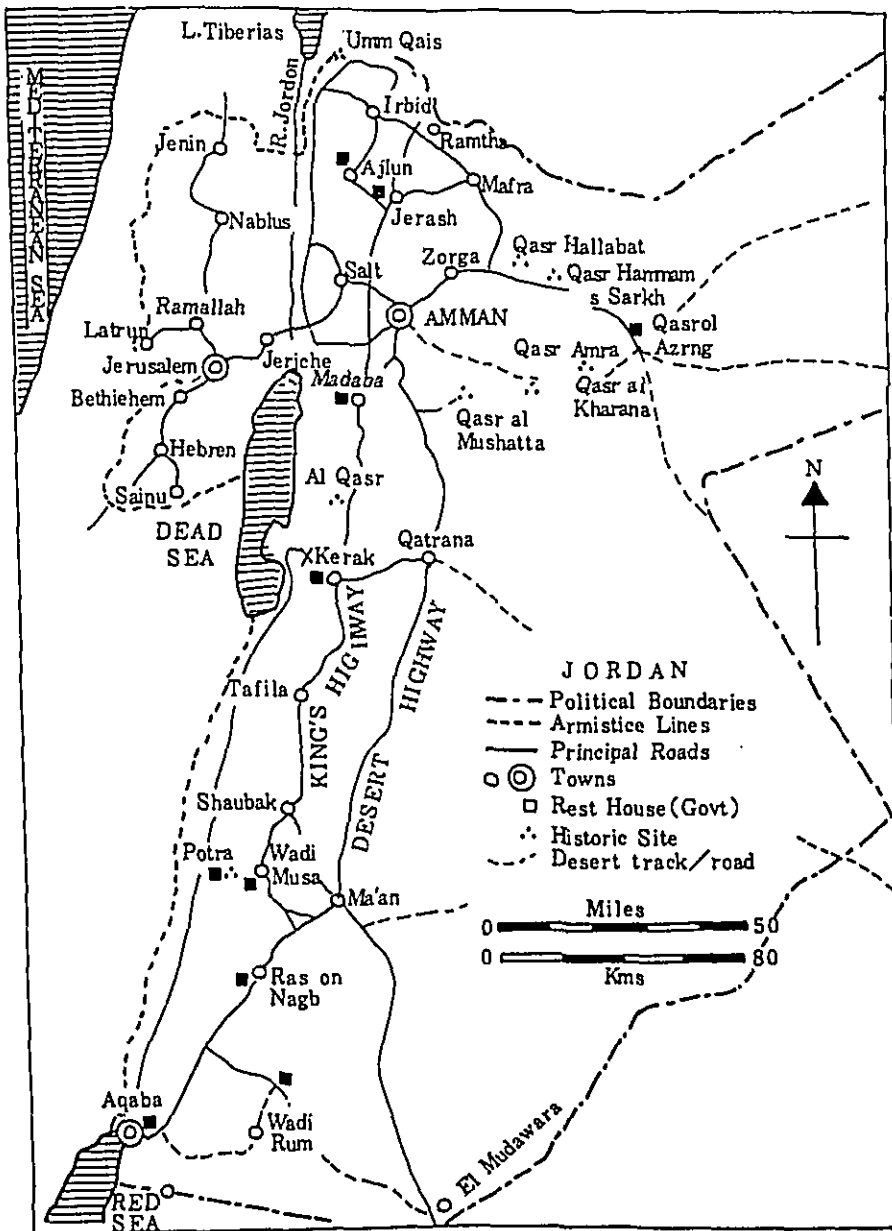 L. Tiberias
Umm Qais
MEDITERRANEAN SEA
R. Jordon
Irbid
Ramtha
Jenin
Ajlun
Mafra
Nablus
Jerash
Qasr Hallabat
Salt
Zorga
Qasr Hammam
s Sarkh
Ramallah
AMMAN
Qasrol
Azrng
Latrun
Jerusalem
Jeriche
Qasr Amra
Madaba
Bethiehem
Qasr al
Kharana
Qasr al
Mushatta
Hebren
Sainu
Al Qasr
N
DEAD
SEA
XKerak
Qatrana
KING'S HIGHWAY
DESERT HIGHWAY
Tafila
JORDAN
Political Boundaries
Armistice Lines
Principal Roads
Towns
Rest House (Govt)
Historic Site
Desert track/road
Shaubak
Potra
Wadi
Musa
Ma'an
Miles
0 50
0 80
Kms
Ras on
Nagb
Aqaba
Wadi
Rum
El Mudawara
RED
SEA